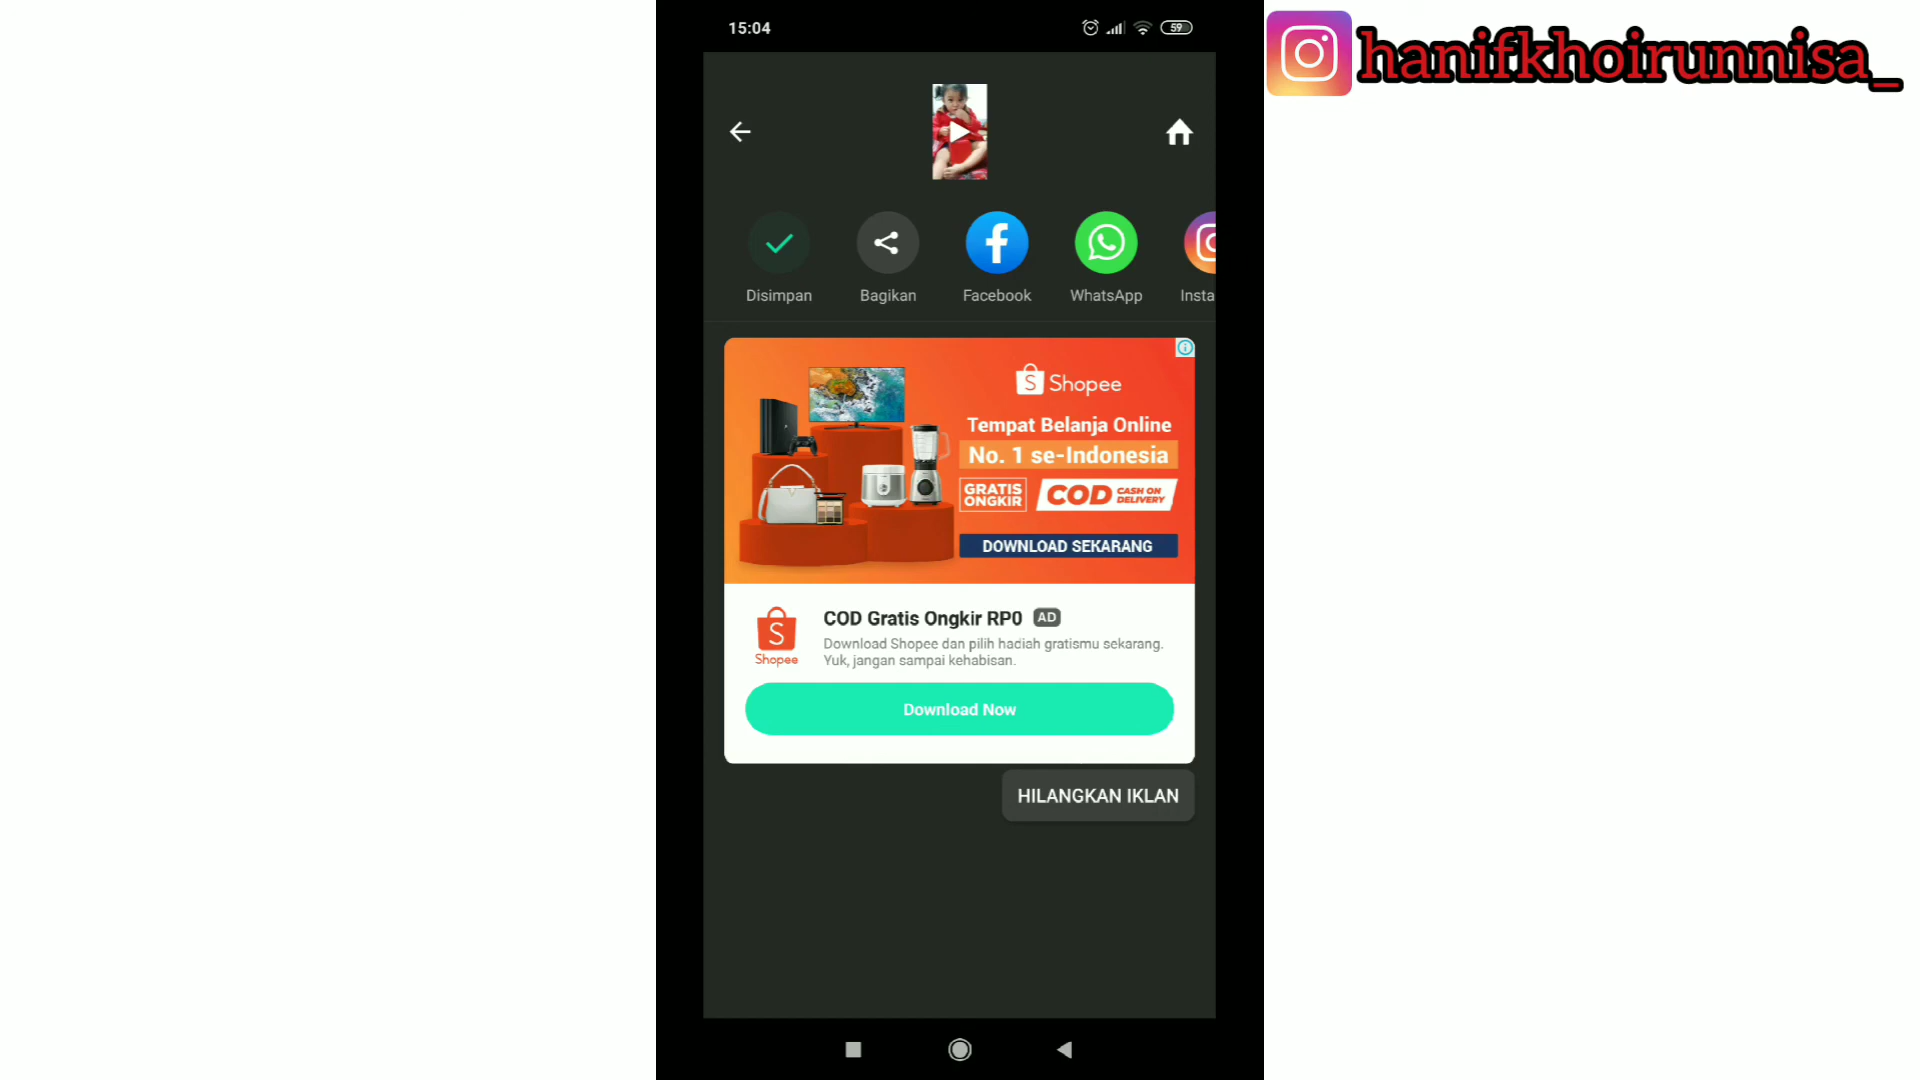 15:04
59
hanifkhoirunnisa_
Disimpan
Bagikan
Facebook
WhatsApp
Insta
Shopee
Tempat Belanja Online
No. 1 se-Indonesia
GRATIS ONGKIR
COD CASH ON DELIVERY
DOWNLOAD SEKARANG
COD Gratis Ongkir RP0 AD
Download Shopee dan pilih hadiah gratismu sekarang.
Yuk, jangan sampai kehabisan.
Shopee
Download Now
HILANGKAN IKLAN